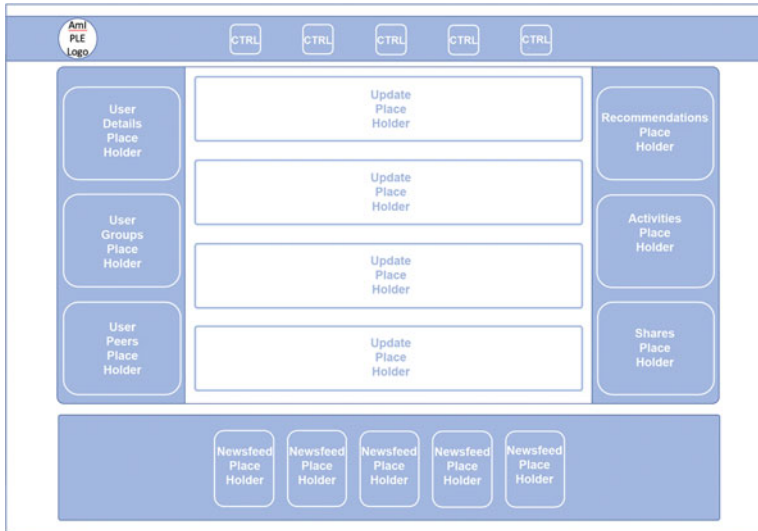 AmI
PLE
Logo
CTRL
CTRL
CTRL
CTRL
CTRL
User
Details
Place
Holder
User
Groups
Place
Holder
User
Peers
Place
Holder
Update
Place
Holder
Update
Place
Holder
Update
Place
Holder
Update
Place
Holder
Recommendations
Place
Holder
Activities
Place
Holder
Shares
Place
Holder
Newsfeed
Place
Holder
Newsfeed
Place
Holder
Newsfeed
Place
Holder
Newsfeed
Place
Holder
Newsfeed
Place
Holder